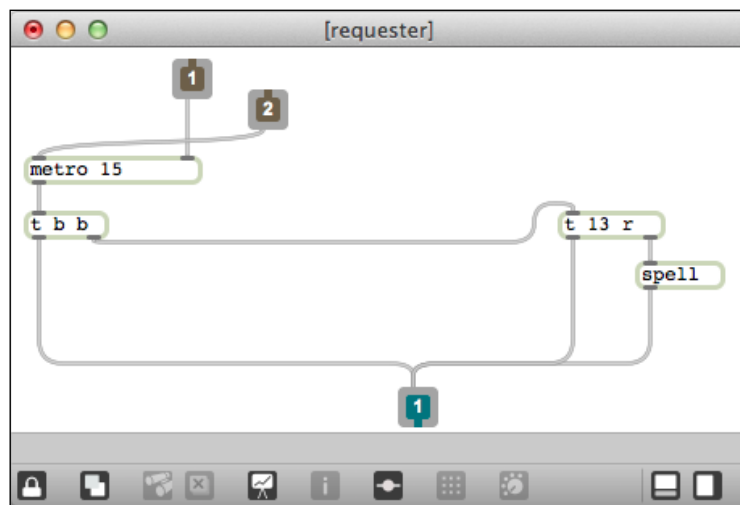 [requester]
1
2
metro 15
t b b
t 13 r
spell
1
i